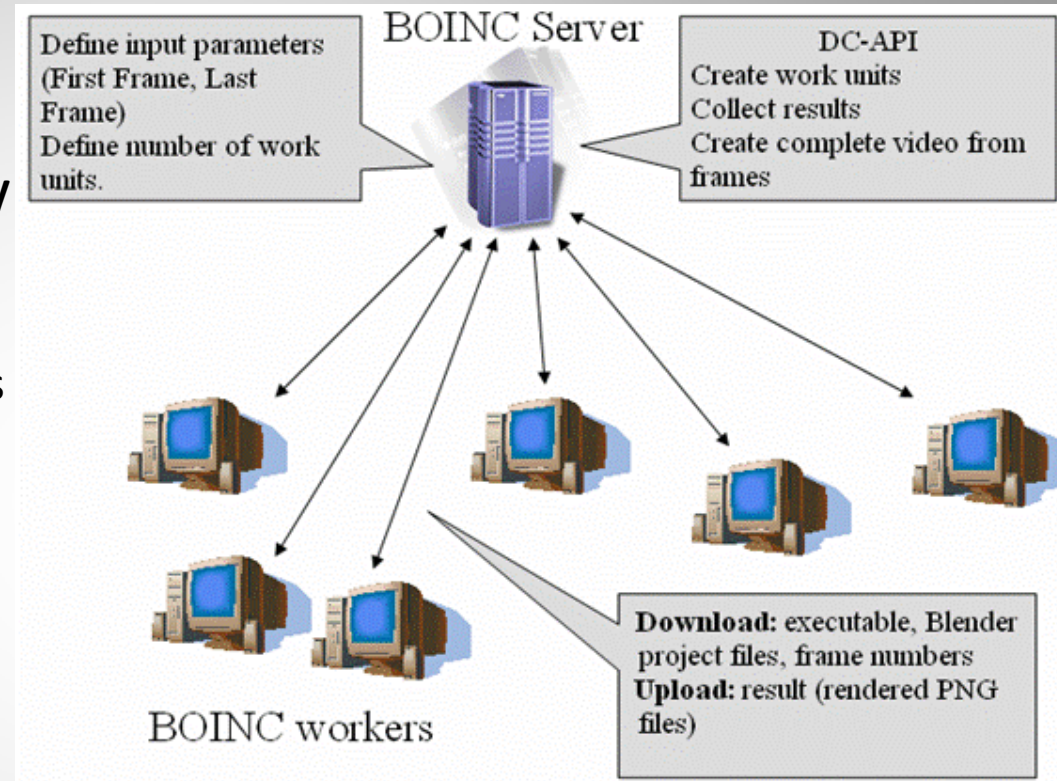 BOINC Server
Define input parameters
(First Frame, Last
Frame)
Define number of work
units.
DC-API
Create work units
Collect results
Create complete video from
frames
Download: executable, Blender
project files, frame numbers
Upload: result (rendered PNG
files)
BOINC workers